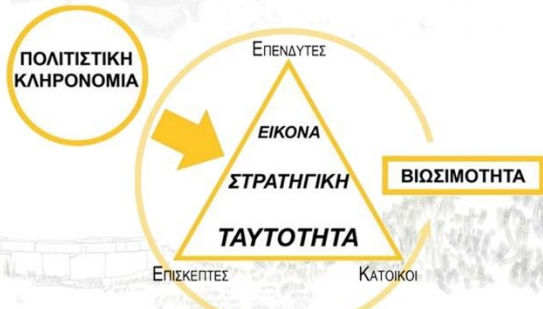 ΠΟΛΙΤΙΣΤΙΚΗ
ΚΛΗΡΟΝΟΜΙΑ
ΕΠΕΝΔΥΤΕΣ
ΕΙΚΟΝΑ
ΣΤΡΑΤΗΓΙΚΗ
ΤΑΥΤΟΤΗΤΑ
ΒΙΩΣΙΜΟΤΗΤΑ
ΕΠΙΣΚΕΠΤΕΣ
ΚΑΤΟΙΚΟΙ